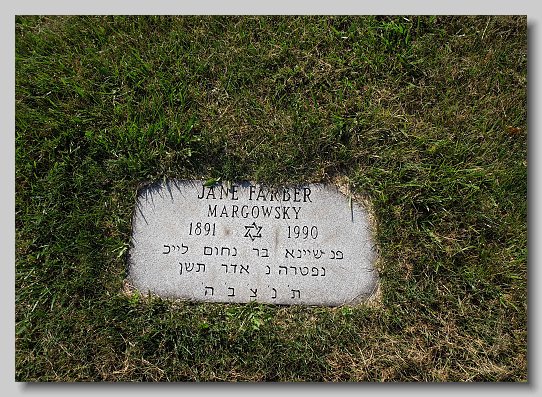 JANE FARBER
MARGOWSKY
1891 ✡ 1990
פנ שיינא בר נחום לייב
נפטרה נ אדר תשן
ת נ צ ב ה